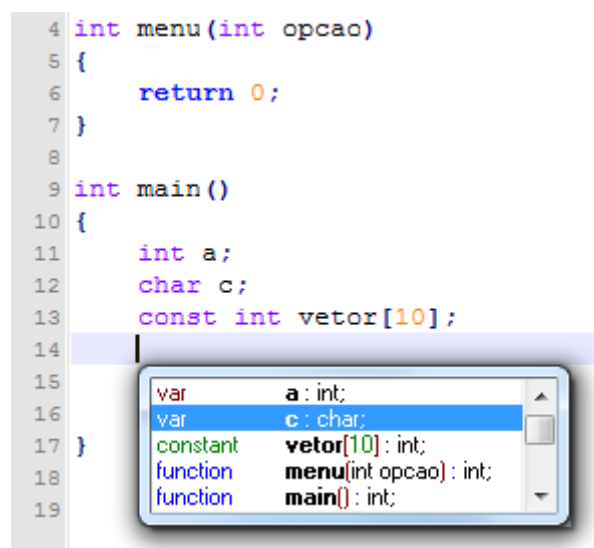 4 int menu(int opcao)
5 {
6 return 0;
7 }
8
9 int main()
10 {
11 int a;
12 char c;
13 const int vetor[10];
14
15
16
17 }
18
19
var a : int;
var c : char;
constant vetor[10] : int;
function menu(int opcao) : int;
function main() : int;